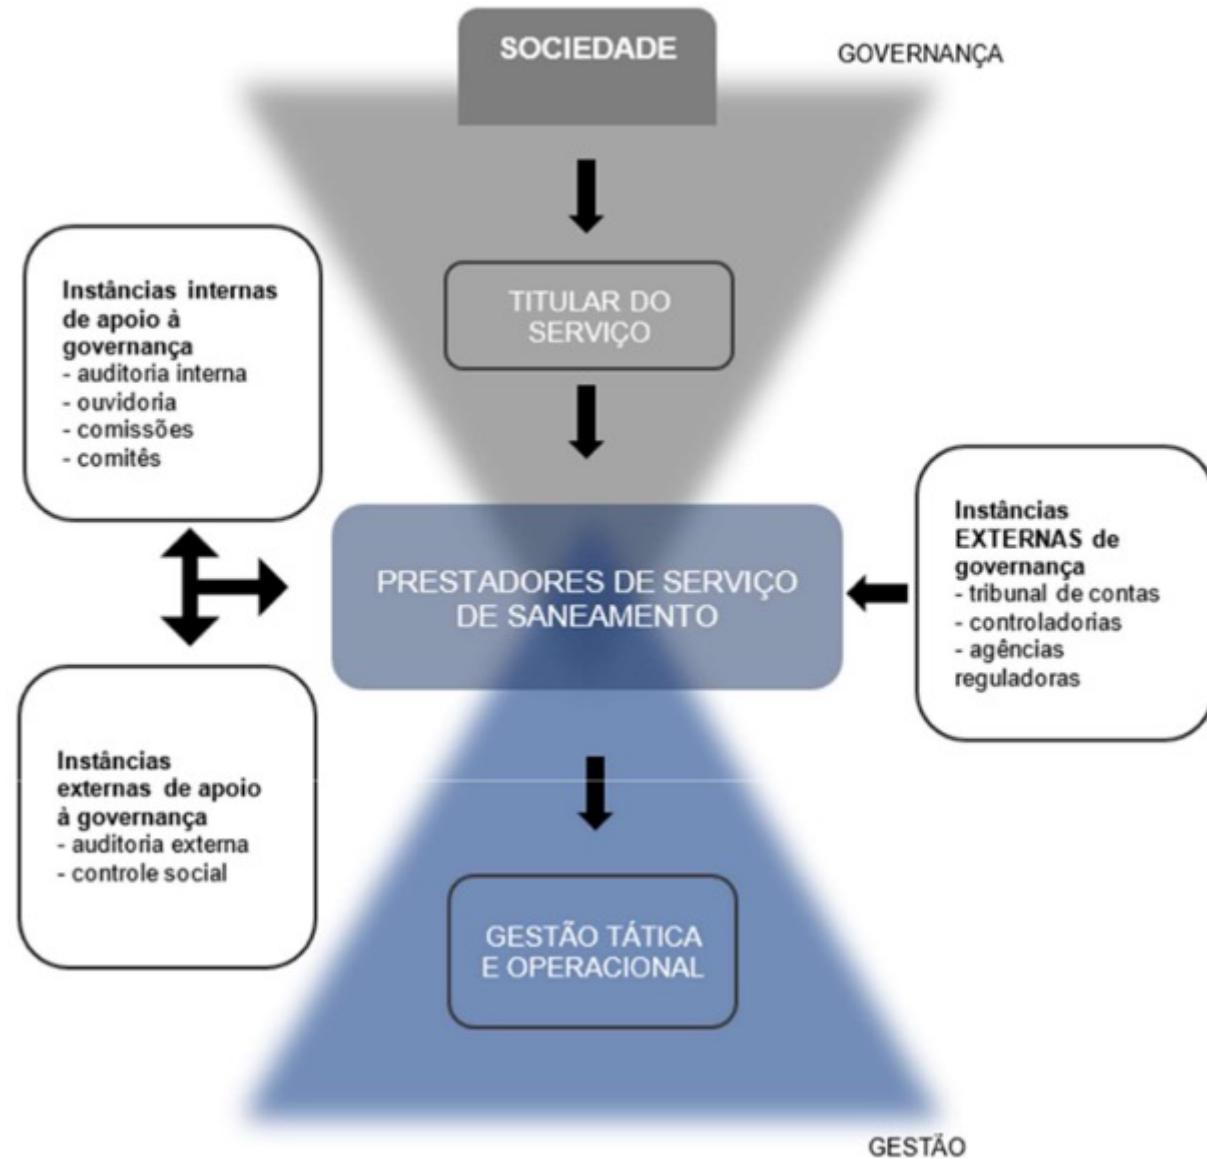 SOCIEDADE
GOVERNANÇA
TITULAR DO
SERVIÇO
Instâncias internas
de apoio à
governança
- auditoria interna
- ouvidoria
- comissões
- comitês
PRESTADORES DE SERVIÇO
DE SANEAMENTO
Instâncias
EXTERNAS de
governança
- tribunal de contas
- controladorias
- agências
reguladoras
Instâncias
externas de apoio
à governança
- auditoria externa
- controle social
GESTÃO TÁTICA
E OPERACIONAL
GESTÃO